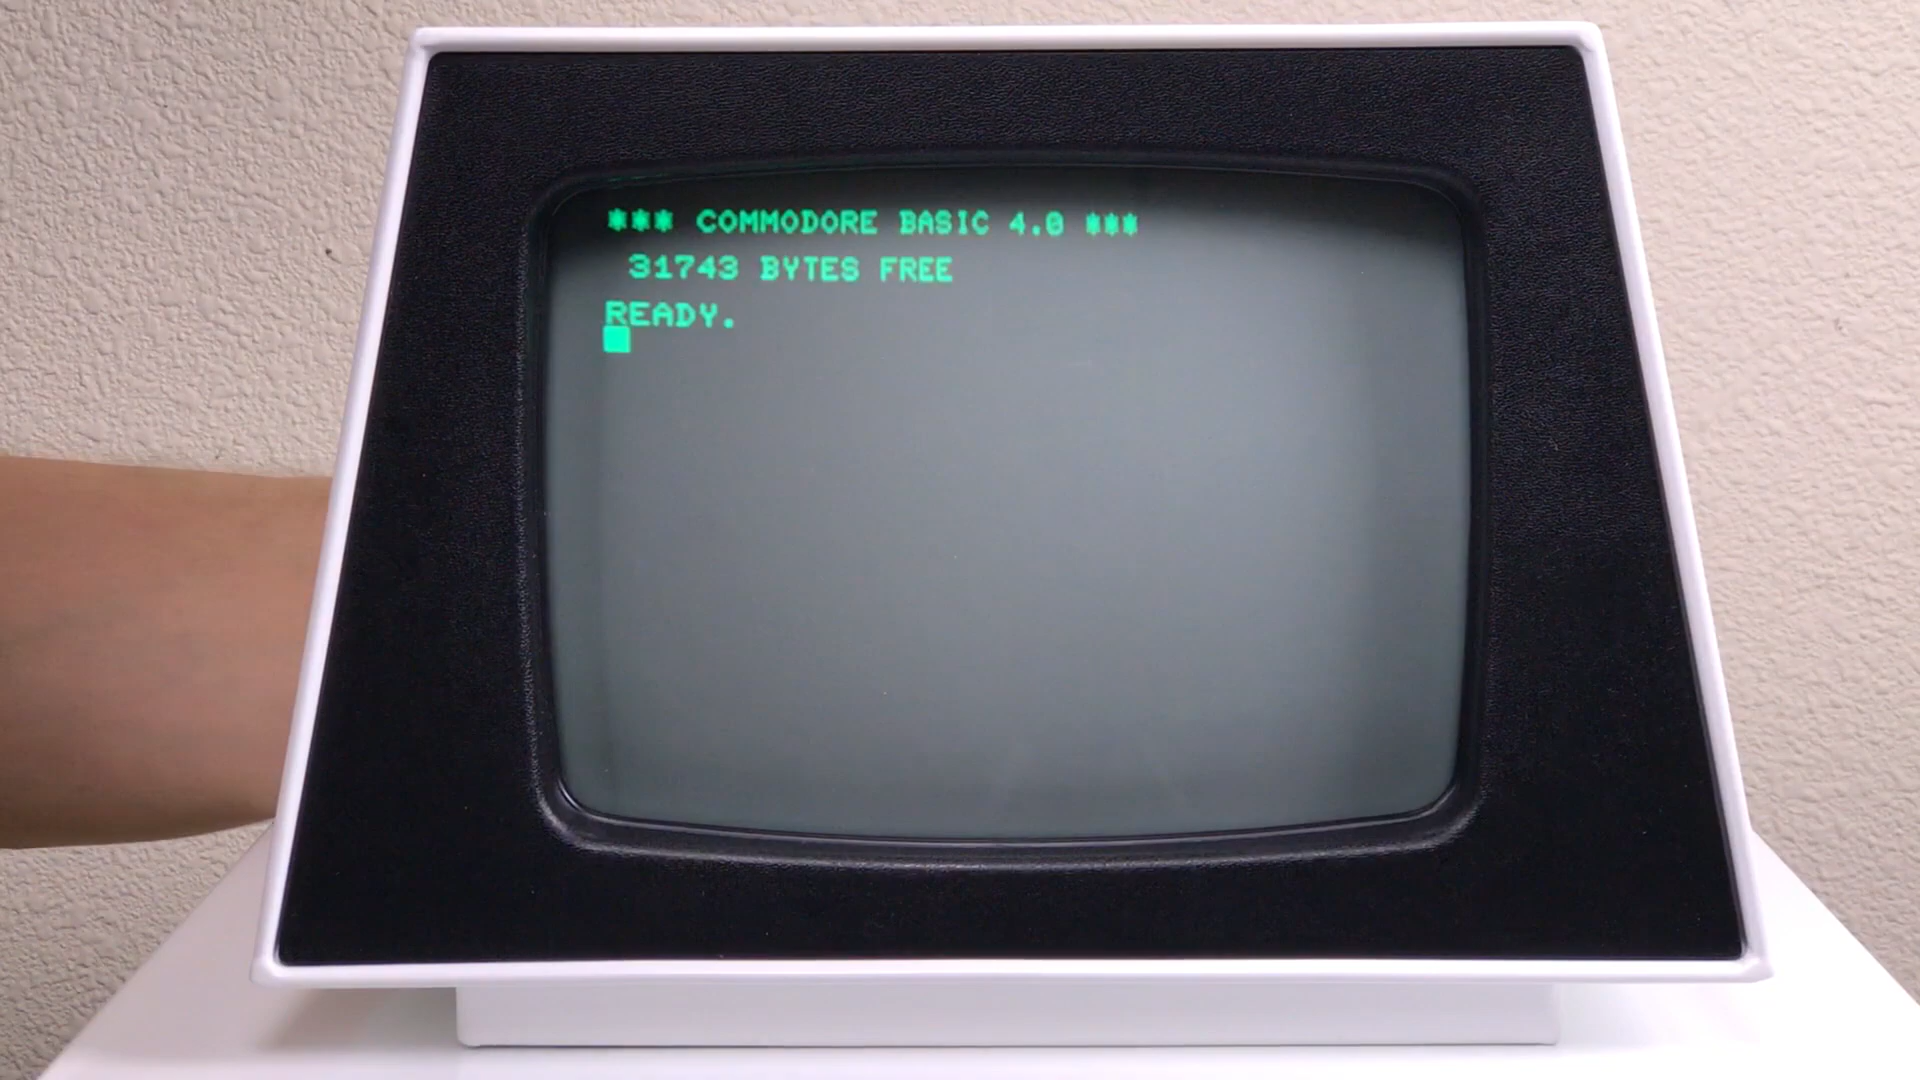 *** COMMODORE BASIC 4.0 ***
31743 BYTES FREE
READY.